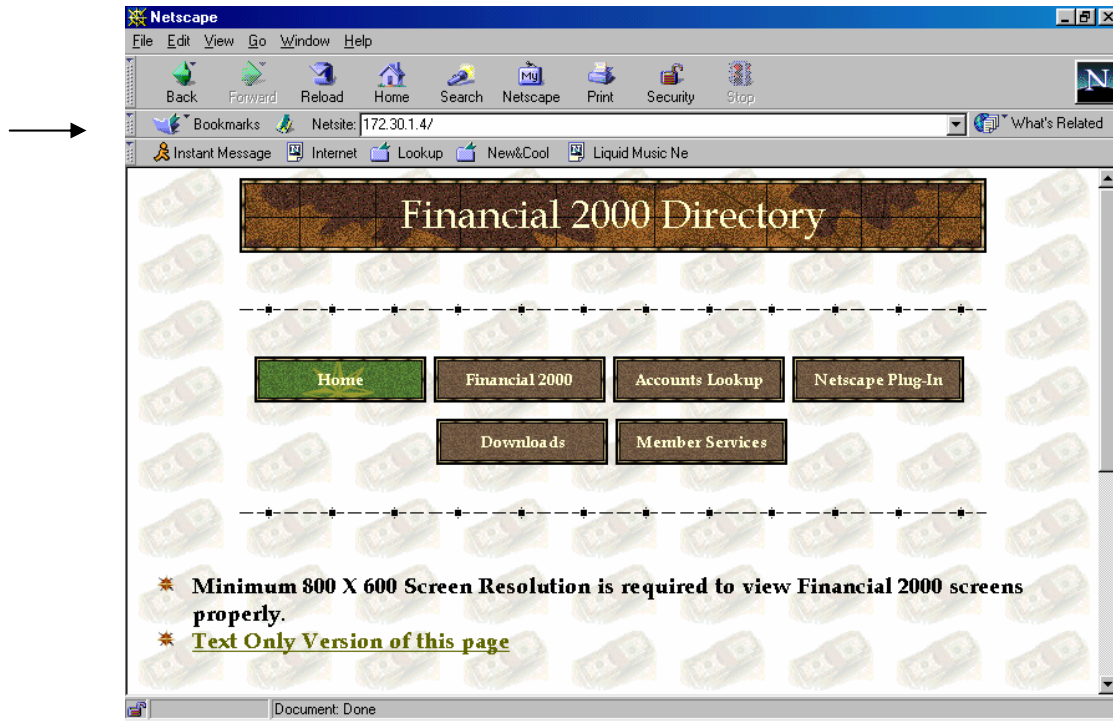 Netscape
File Edit View Go Window Help
Back Forward Reload Home Search Netscape Print Security Stop
My
N
Bookmarks Netsite: 172.30.1.4/ What's Related
Instant Message Internet Lookup New&Cool Liquid Music Ne
Financial 2000 Directory
Home Financial 2000 Accounts Lookup Netscape Plug-In
Downloads Member Services
Minimum 800 X 600 Screen Resolution is required to view Financial 2000 screens
properly.
Text Only Version of this page
Document: Done